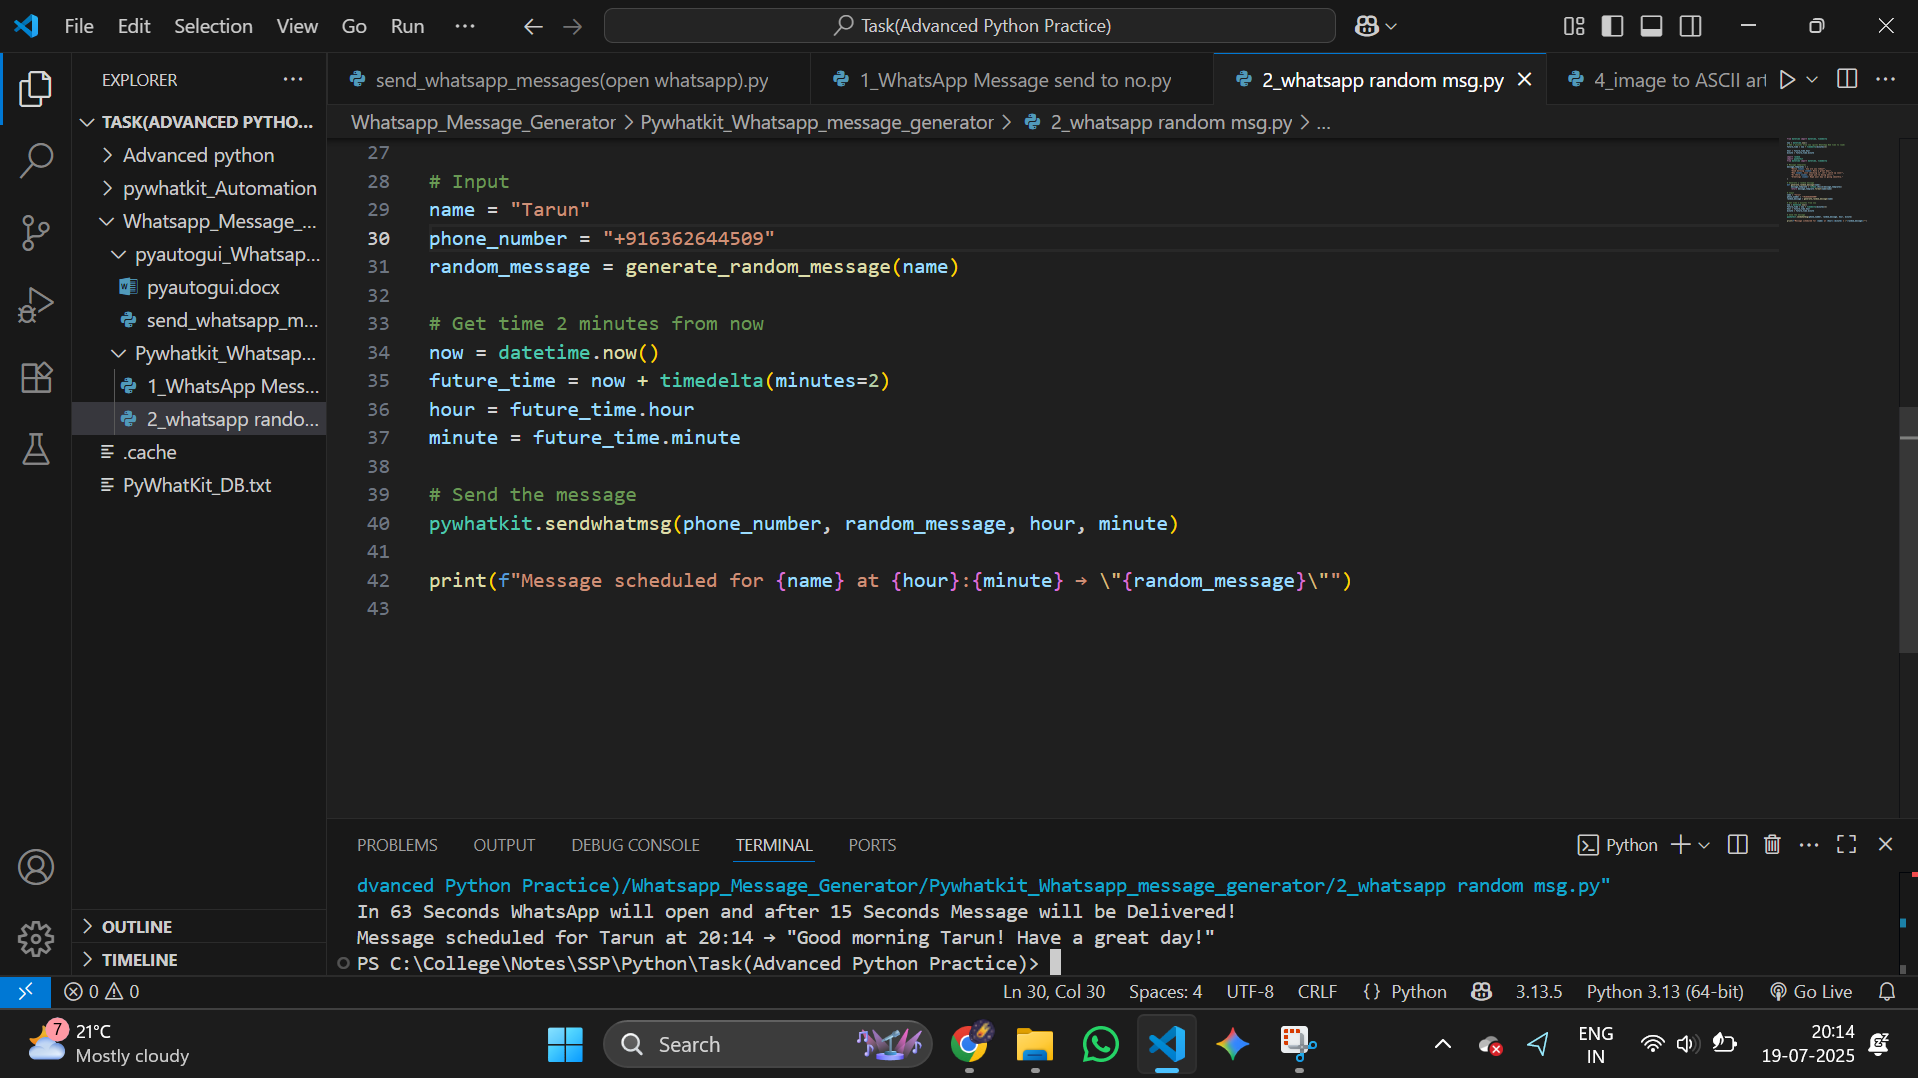 File Edit Selection View Go Run ···
Task(Advanced Python Practice)
EXPLORER
TASK(ADVANCED PYTHO...
Advanced python
pywhatkit_Automation
Whatsapp_Message_...
pyautogui_Whatsap...
pyautogui.docx
send_whatsapp_m...
Pywhatkit_Whatsap...
1_WhatsApp Mess...
2_whatsapp rando...
.cache
PyWhatKit_DB.txt
OUTLINE
TIMELINE
send_whatsapp_messages(open whatsapp).py
1_WhatsApp Message send to no.py
2_whatsapp random msg.py
4_image to ASCII art
Whatsapp_Message_Generator > Pywhatkit_Whatsapp_message_generator > 2_whatsapp random msg.py > ...
27
28 # Input
29 name = "Tarun"
30 phone_number = "+916362644509"
31 random_message = generate_random_message(name)
32
33 # Get time 2 minutes from now
34 now = datetime.now()
35 future_time = now + timedelta(minutes=2)
36 hour = future_time.hour
37 minute = future_time.minute
38
39 # Send the message
40 pywhatkit.sendwhatmsg(phone_number, random_message, hour, minute)
41
42 print(f"Message scheduled for {name} at {hour}:{minute} → \"{random_message}\"")
43
PROBLEMS OUTPUT DEBUG CONSOLE TERMINAL PORTS
Python
dvanced Python Practice)/Whatsapp_Message_Generator/Pywhatkit_Whatsapp_message_generator/2_whatsapp random msg.py"
In 63 Seconds WhatsApp will open and after 15 Seconds Message will be Delivered!
Message scheduled for Tarun at 20:14 → "Good morning Tarun! Have a great day!"
PS C:\College\Notes\SSP\Python\Task(Advanced Python Practice)>
0 0
Ln 30, Col 30 Spaces: 4 UTF-8 CRLF {} Python 3.13.5 Python 3.13 (64-bit) Go Live
7
21°C
Mostly cloudy
Search
ENG
IN
20:14
19-07-2025